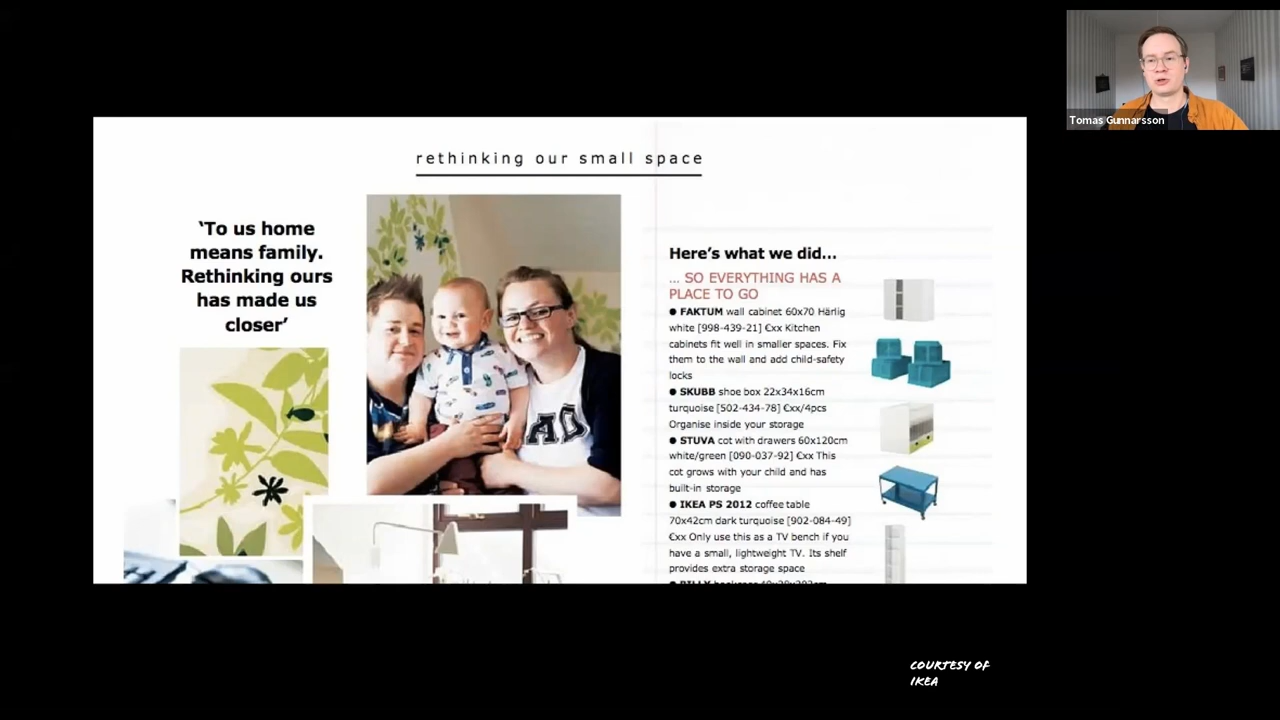 Tomas Gunnarsson
rethinking our small space
‘To us home
means family.
Rethinking ours
has made us
closer’
Here’s what we did...
... SO EVERYTHING HAS A
PLACE TO GO
● FAKTUM wall cabinet 60x70 Härlig
white [998-439-21] €xx Kitchen
cabinets fit well in smaller spaces. Fix
them to the wall and add child-safety
locks
● SKUBB shoe box 22x34x16cm
turquoise [502-434-78] €xx/4pcs
Organise inside your storage
● STUVA cot with drawers 60x120cm
white/green [090-037-92] €xx This
cot grows with your child and has
built-in storage
● IKEA PS 2012 coffee table
70x42cm dark turquoise [902-084-49]
€xx Only use this as a TV bench if you
have a small, lightweight TV. Its shelf
provides extra storage space
COURTESY OF
IKEA